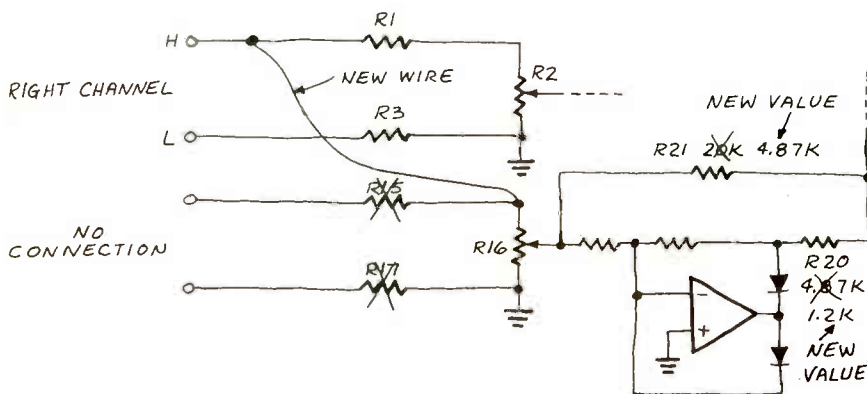 H
R1
R2
RIGHT CHANNEL
NEW WIRE
NEW VALUE
R3
L
R21 20K 4.87K
R15
NO CONNECTION
R16
R17
R20
4.87K
1.2K
NEW VALUE
-
+